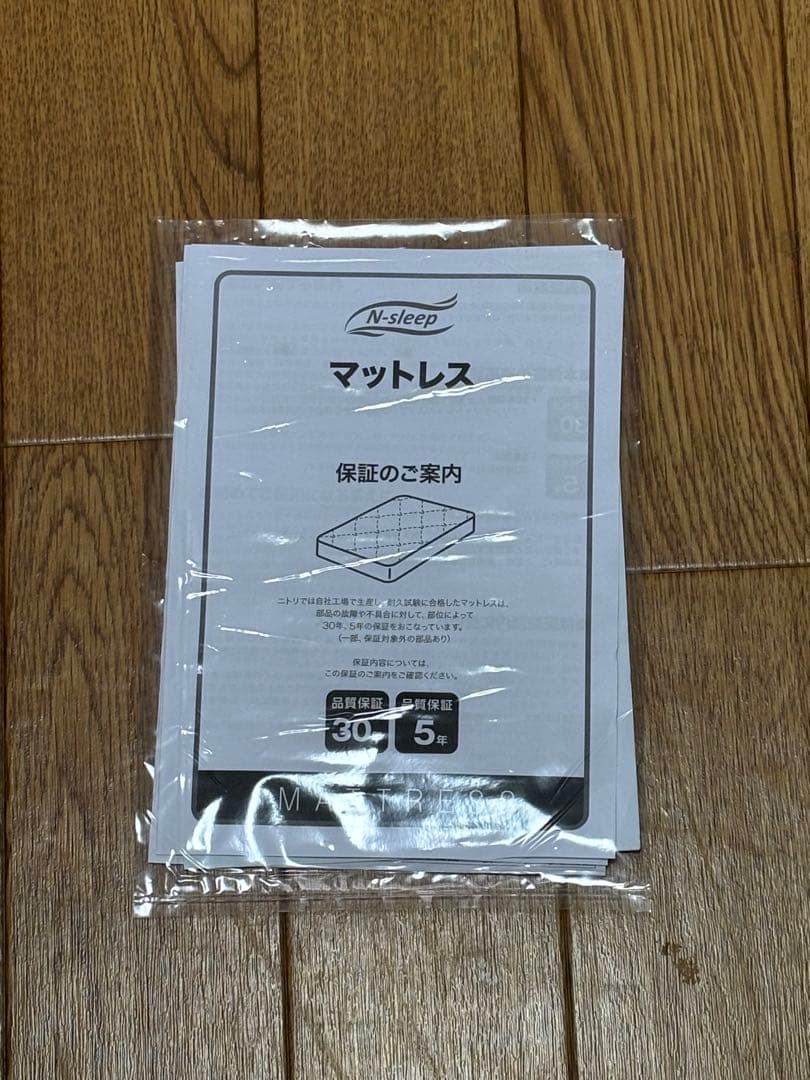 N-sleep
マットレス
保証のご案内
ニトリでは自社工場で生産し、耐久試験に合格したマットレスは、
部品の故障や不具合に対して、部位によって
30年、5年の保証をおこなっています。
(一部、保証対象外の部品あり)
保証内容については、
この保証のご案内をご確認ください。
品質保証 品質保証
30 5年
MATTRESS